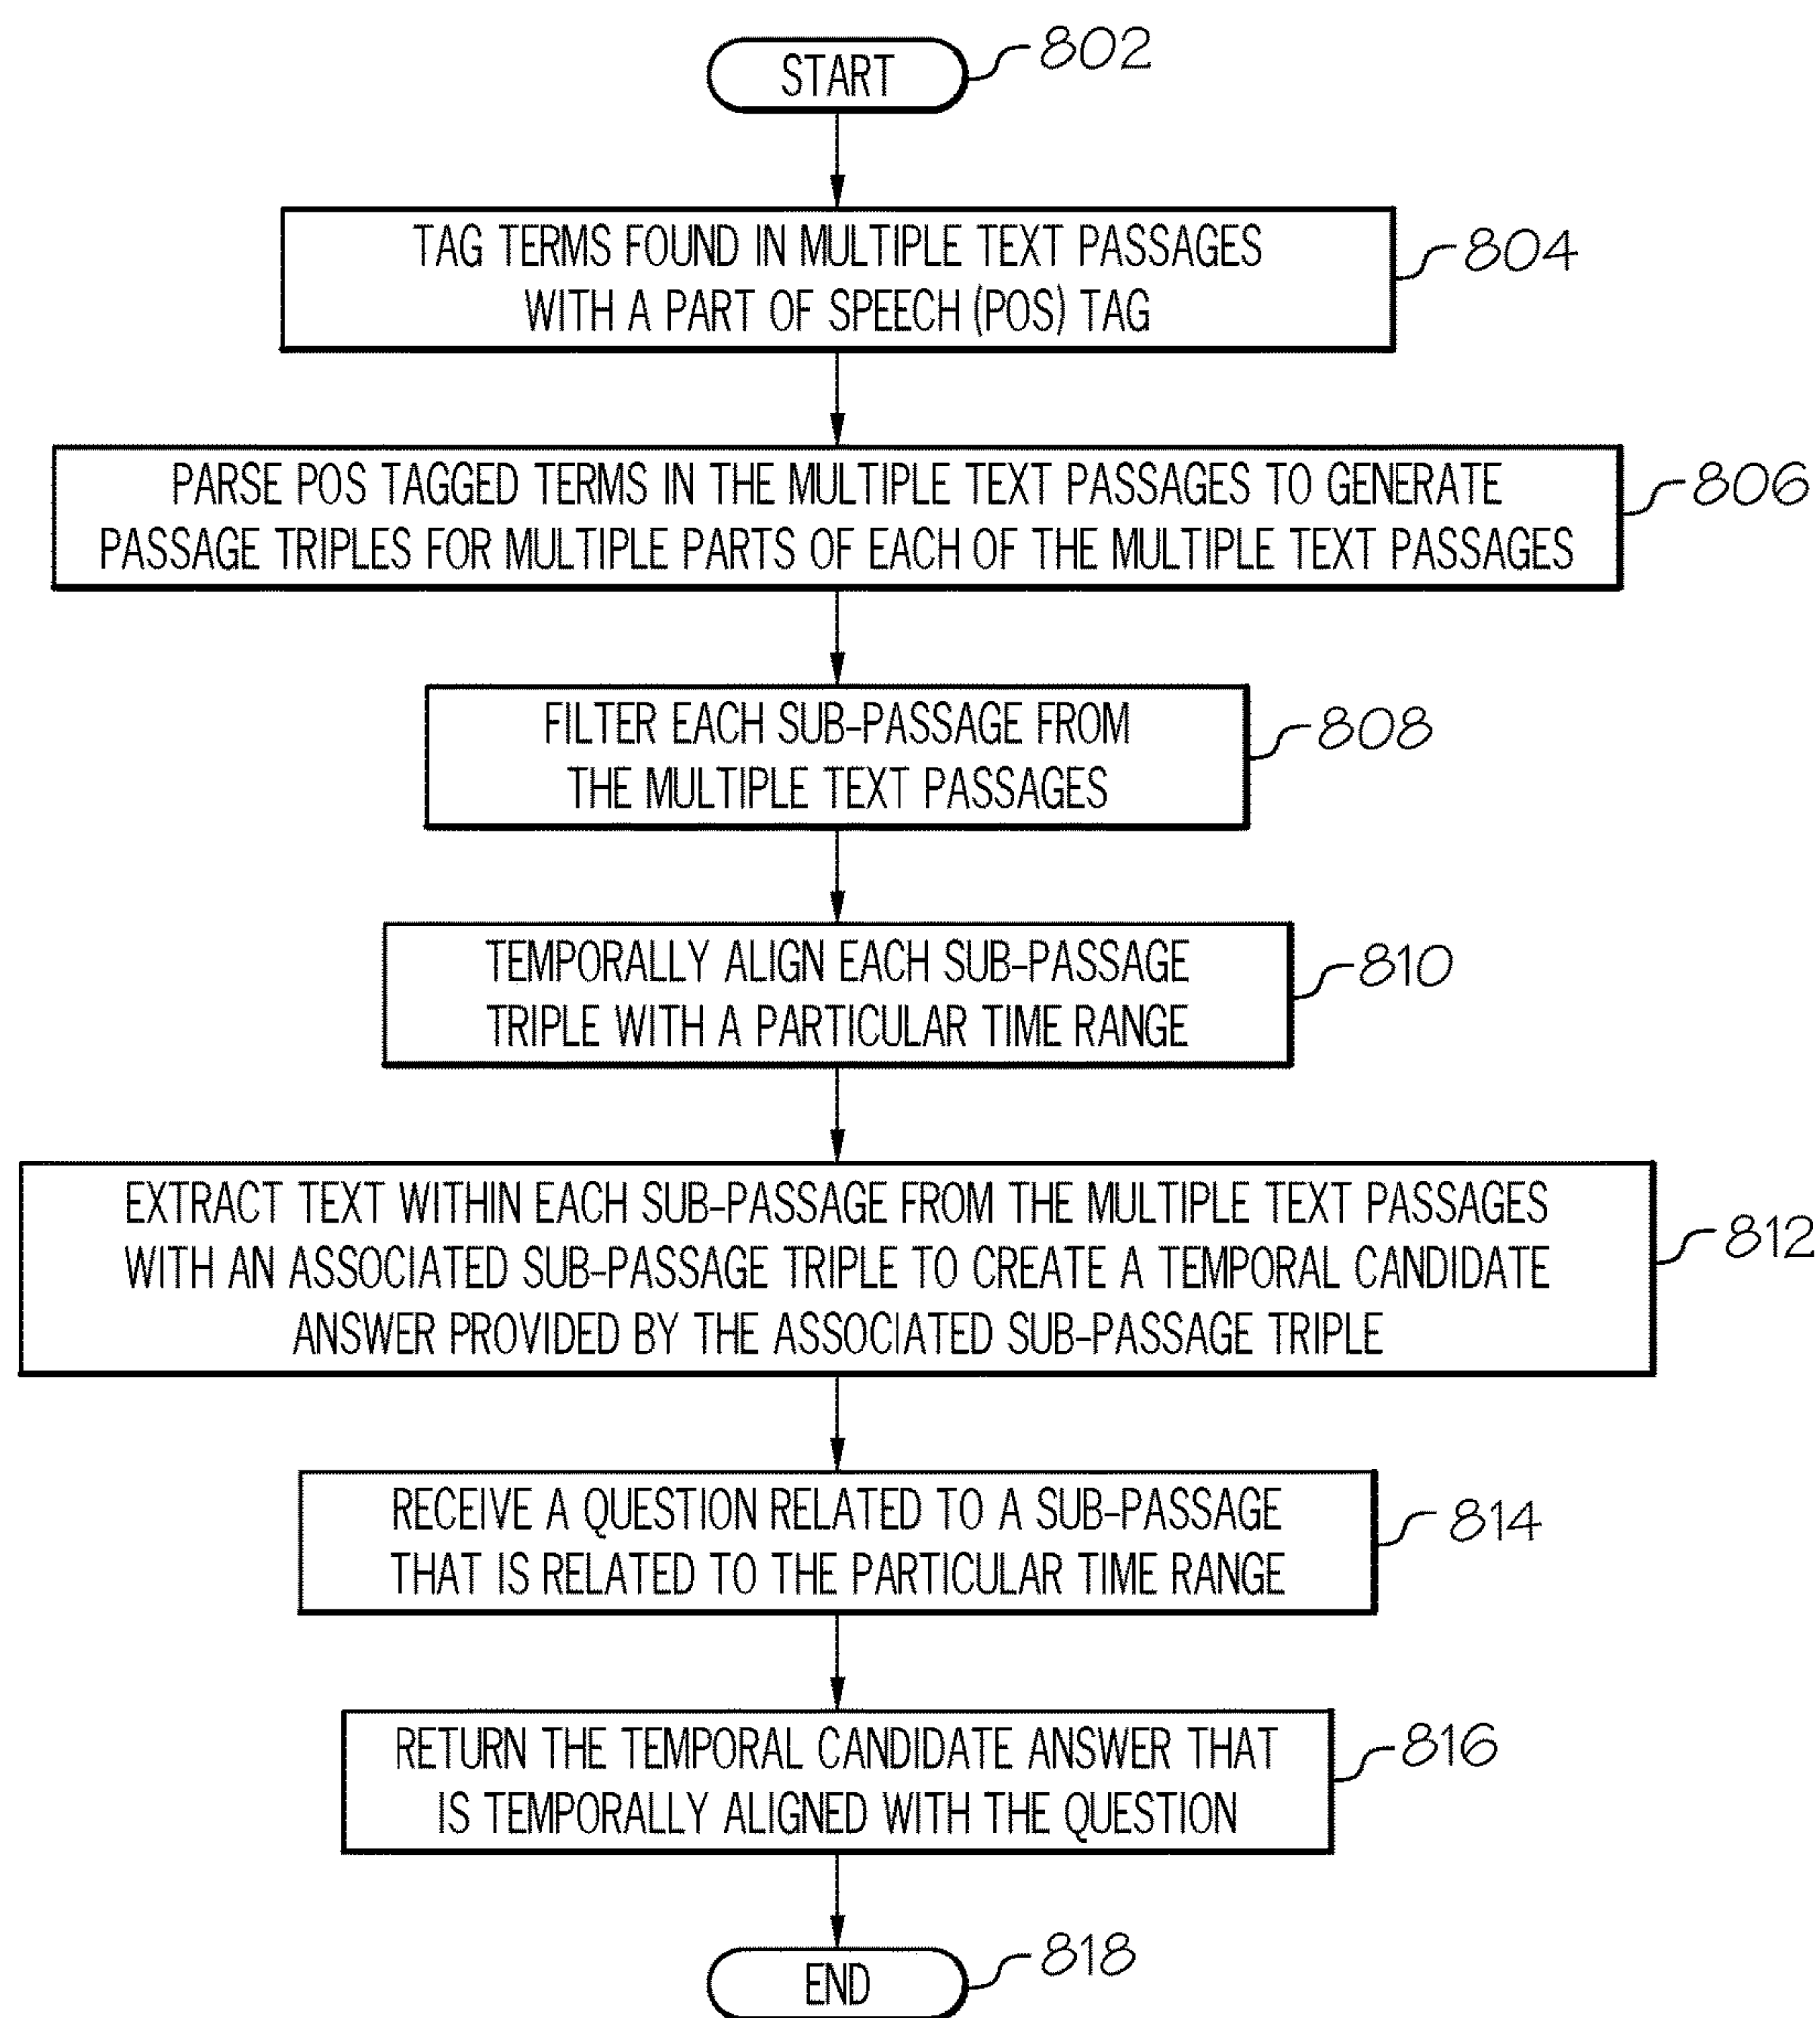 START
802
TAG TERMS FOUND IN MULTIPLE TEXT PASSAGES
WITH A PART OF SPEECH (POS) TAG
804
PARSE POS TAGGED TERMS IN THE MULTIPLE TEXT PASSAGES TO GENERATE
PASSAGE TRIPLES FOR MULTIPLE PARTS OF EACH OF THE MULTIPLE TEXT PASSAGES
806
FILTER EACH SUB-PASSAGE FROM
THE MULTIPLE TEXT PASSAGES
808
TEMPORALLY ALIGN EACH SUB-PASSAGE
TRIPLE WITH A PARTICULAR TIME RANGE
810
EXTRACT TEXT WITHIN EACH SUB-PASSAGE FROM THE MULTIPLE TEXT PASSAGES
WITH AN ASSOCIATED SUB-PASSAGE TRIPLE TO CREATE A TEMPORAL CANDIDATE
ANSWER PROVIDED BY THE ASSOCIATED SUB-PASSAGE TRIPLE
812
RECEIVE A QUESTION RELATED TO A SUB-PASSAGE
THAT IS RELATED TO THE PARTICULAR TIME RANGE
814
RETURN THE TEMPORAL CANDIDATE ANSWER THAT
IS TEMPORALLY ALIGNED WITH THE QUESTION
816
END
818